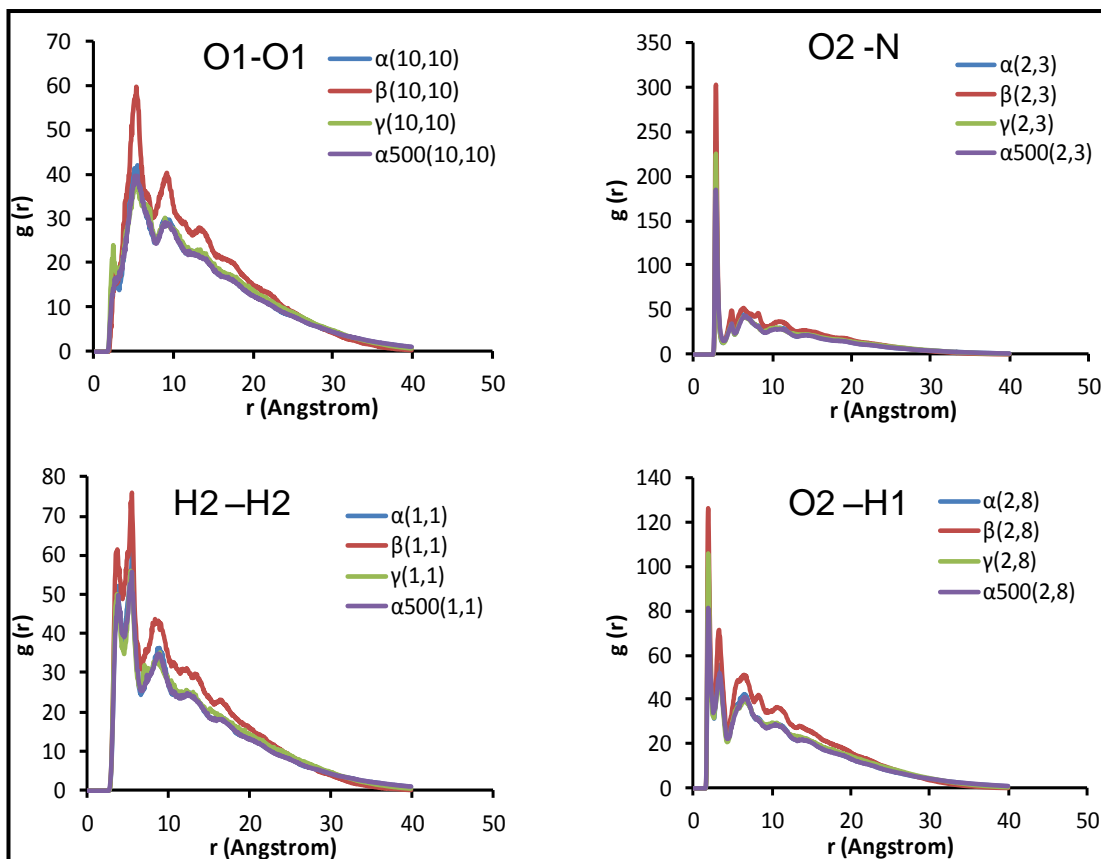 O1-O1
α(10,10)
β(10,10)
γ(10,10)
α500(10,10)
g (r)
70
60
50
40
30
20
10
0
0 10 20 30 40 50
r (Angstrom)
O2 -N
α(2,3)
β(2,3)
γ(2,3)
α500(2,3)
g (r)
350
300
250
200
150
100
50
0
0 10 20 30 40 50
r (Angstrom)
H2 –H2
α(1,1)
β(1,1)
γ(1,1)
α500(1,1)
g (r)
80
70
60
50
40
30
20
10
0
0 10 20 30 40 50
r (Angstrom)
O2 –H1
α(2,8)
β(2,8)
γ(2,8)
α500(2,8)
g (r)
140
120
100
80
60
40
20
0
0 10 20 30 40 50
r (Angstrom)